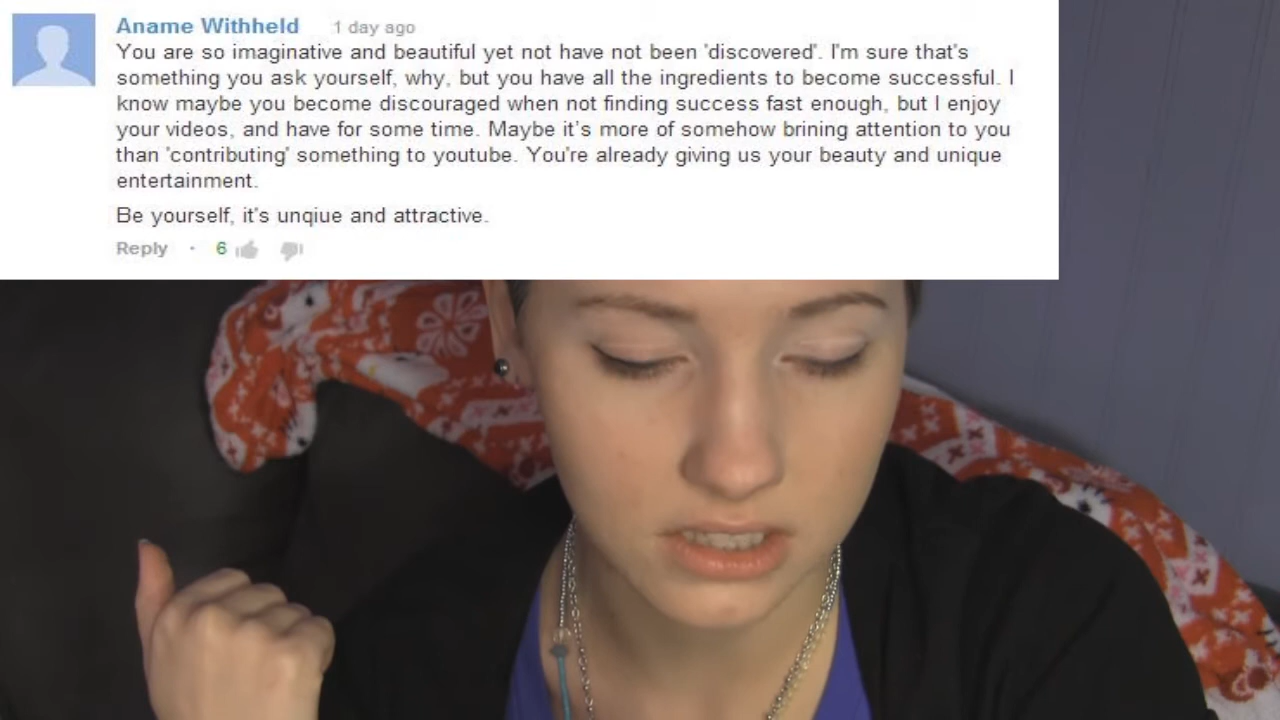 Aname Withheld 1 day ago
You are so imaginative and beautiful yet not have not been 'discovered'. I'm sure that's
something you ask yourself, why, but you have all the ingredients to become successful. I
know maybe you become discouraged when not finding success fast enough, but I enjoy
your videos, and have for some time. Maybe it's more of somehow brining attention to you
than 'contributing' something to youtube. You're already giving us your beauty and unique
entertainment.
Be yourself, it's unqiue and attractive.
Reply · 6